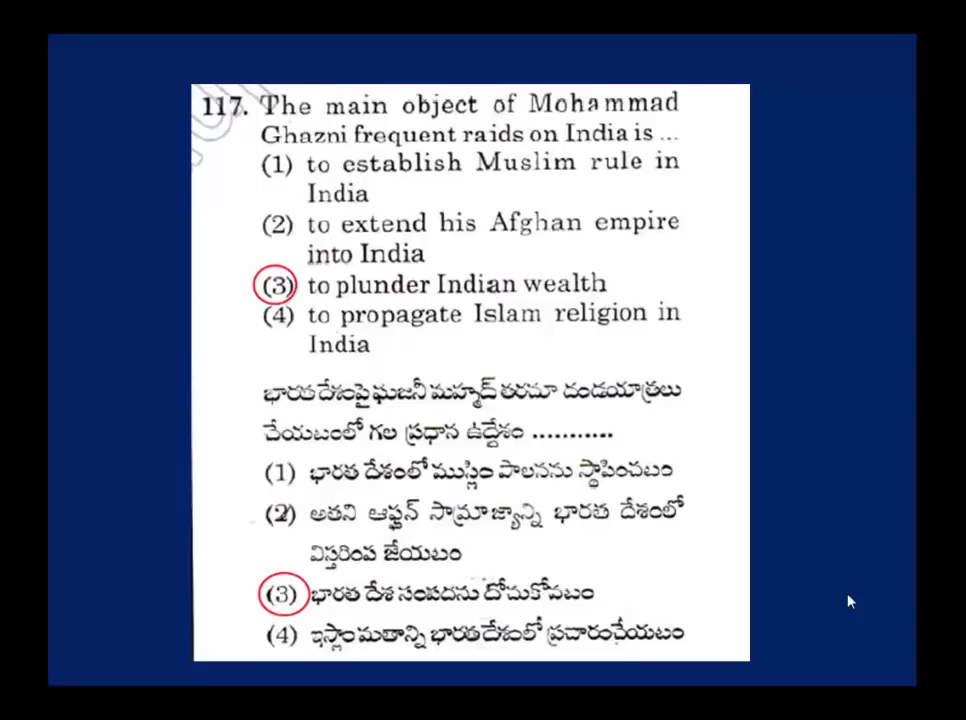 117. The main object of Mohammad
Ghazni frequent raids on India is ...
(1) to establish Muslim rule in
India
(2) to extend his Afghan empire
into India
(3) to plunder Indian wealth
(4) to propagate Islam religion in
India
భారతదేశంపై ఘజనీ మహ్మద్ తరచూ దండయాత్రలు
చేయటంలో గల ప్రధాన ఉద్దేశం ...........
(1) భారత దేశంలో ముస్లిం పాలనను స్థాపించటం
(2) అతని ఆఫ్ఘన్ సామ్రాజ్యాన్ని భారత దేశంలో
విస్తరింప జేయటం
(3) భారత దేశ సంపదను దోచుకోవటం
(4) ఇస్లాం మతాన్ని భారతదేశంలో ప్రచారంచేయటం